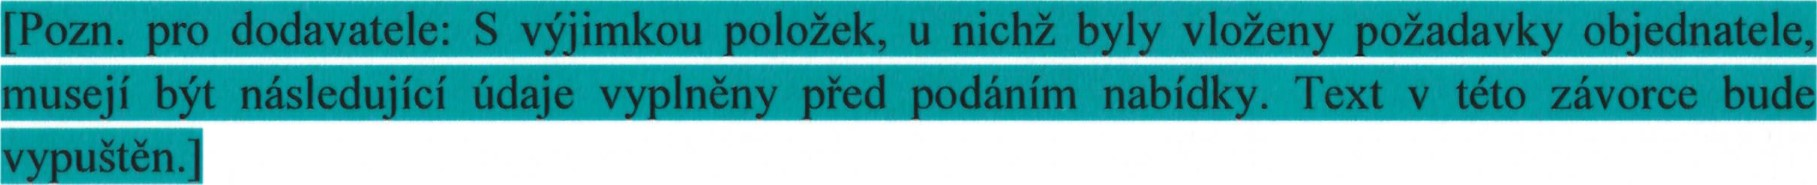 [Pozn. pro dodavatele: S výjimkou položek, u nichž byly vloženy požadavky objednatele,
musejí být následující údaje vyplněny před podáním nabídky. Text v této závorce bude
vypuštěn.]